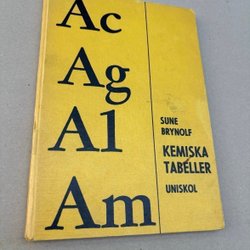 Ac
Ag
Al
Am
SUNE
BRYNOLF
KEMISKA
TABELLER
UNISKOL